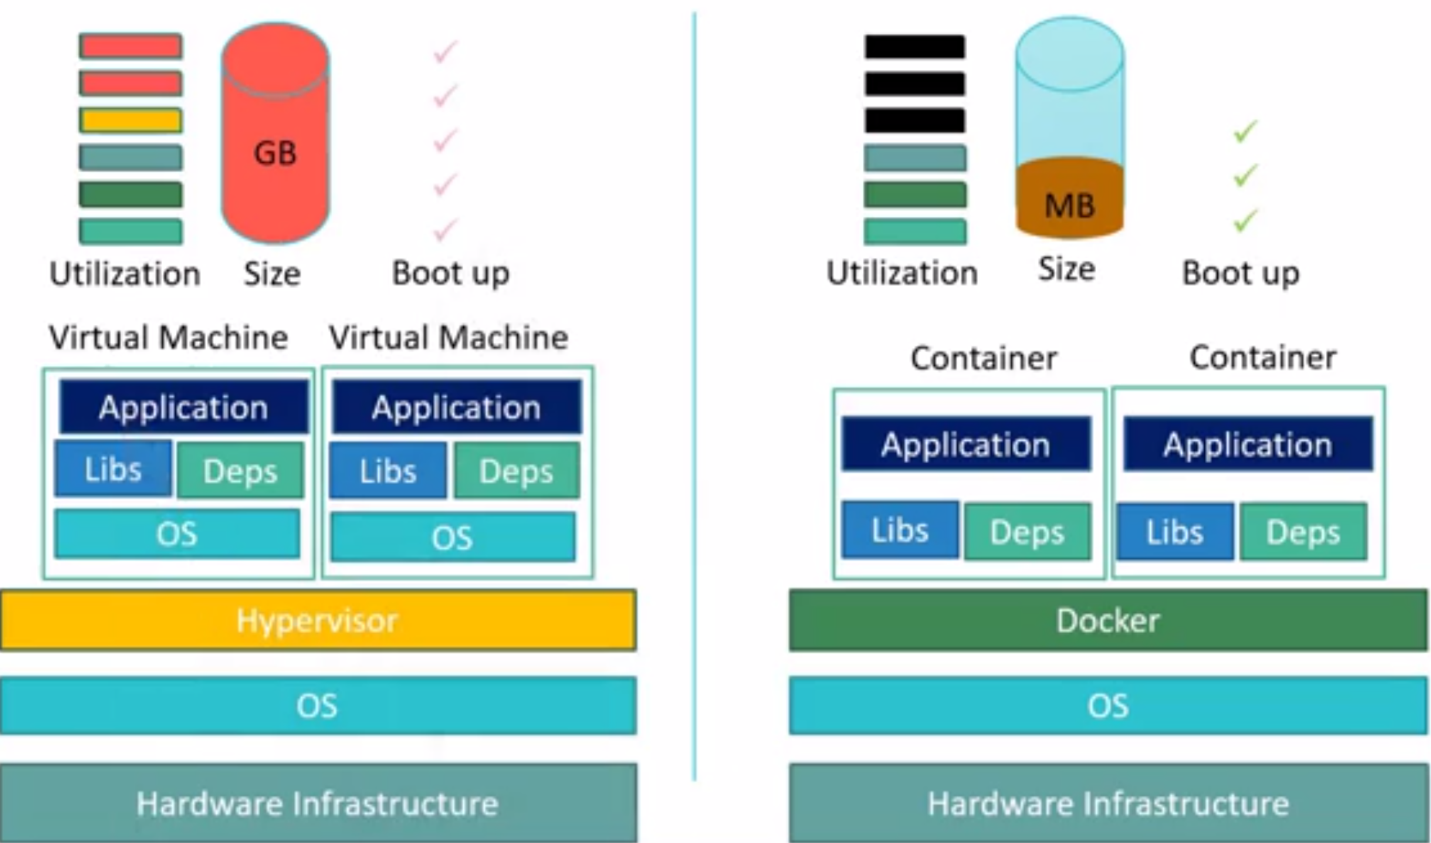 GB
Utilization
Size
Boot up
Virtual Machine
Virtual Machine
Application
Libs
Deps
OS
Application
Libs
Deps
OS
Hypervisor
OS
Hardware Infrastructure
MB
Utilization
Size
Boot up
Container
Container
Application
Libs
Deps
Application
Libs
Deps
Docker
OS
Hardware Infrastructure